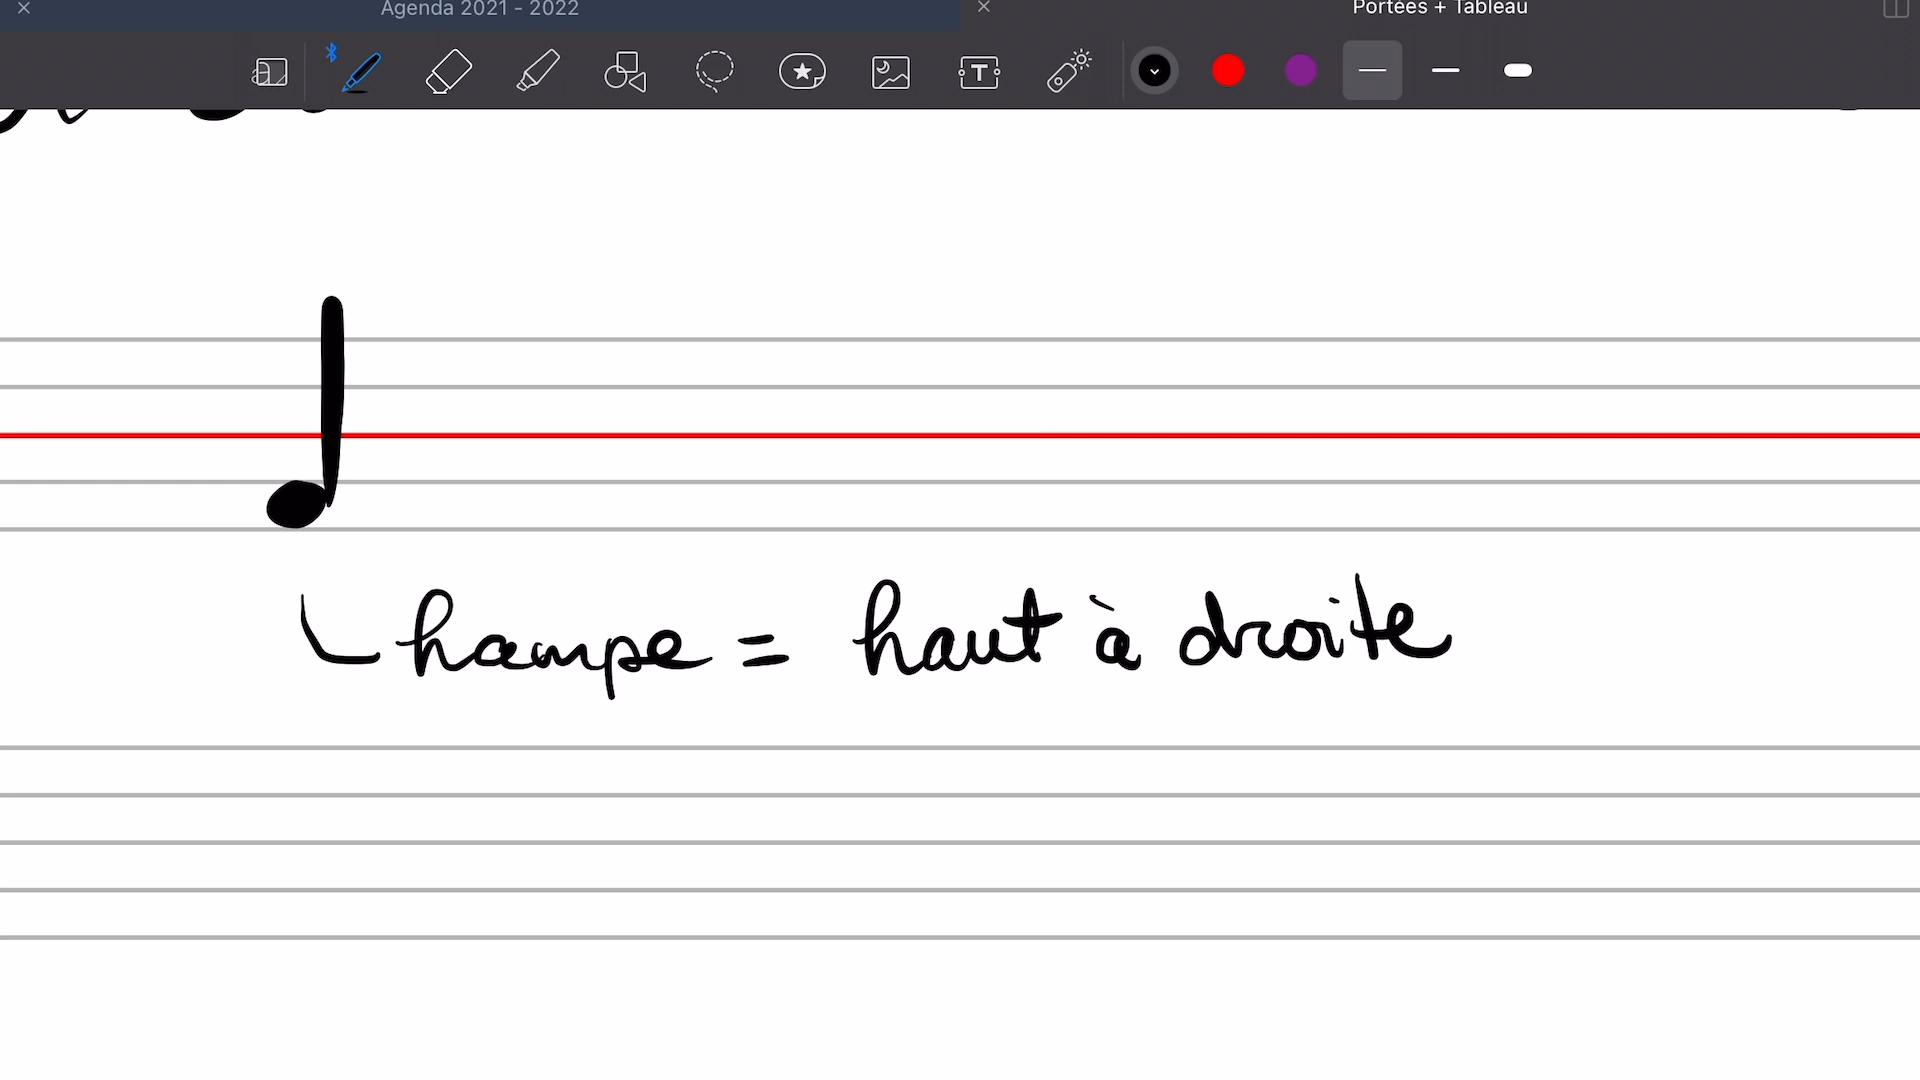 Agenda 2021 - 2022
Portées + Tableau
hampe = haut à droite